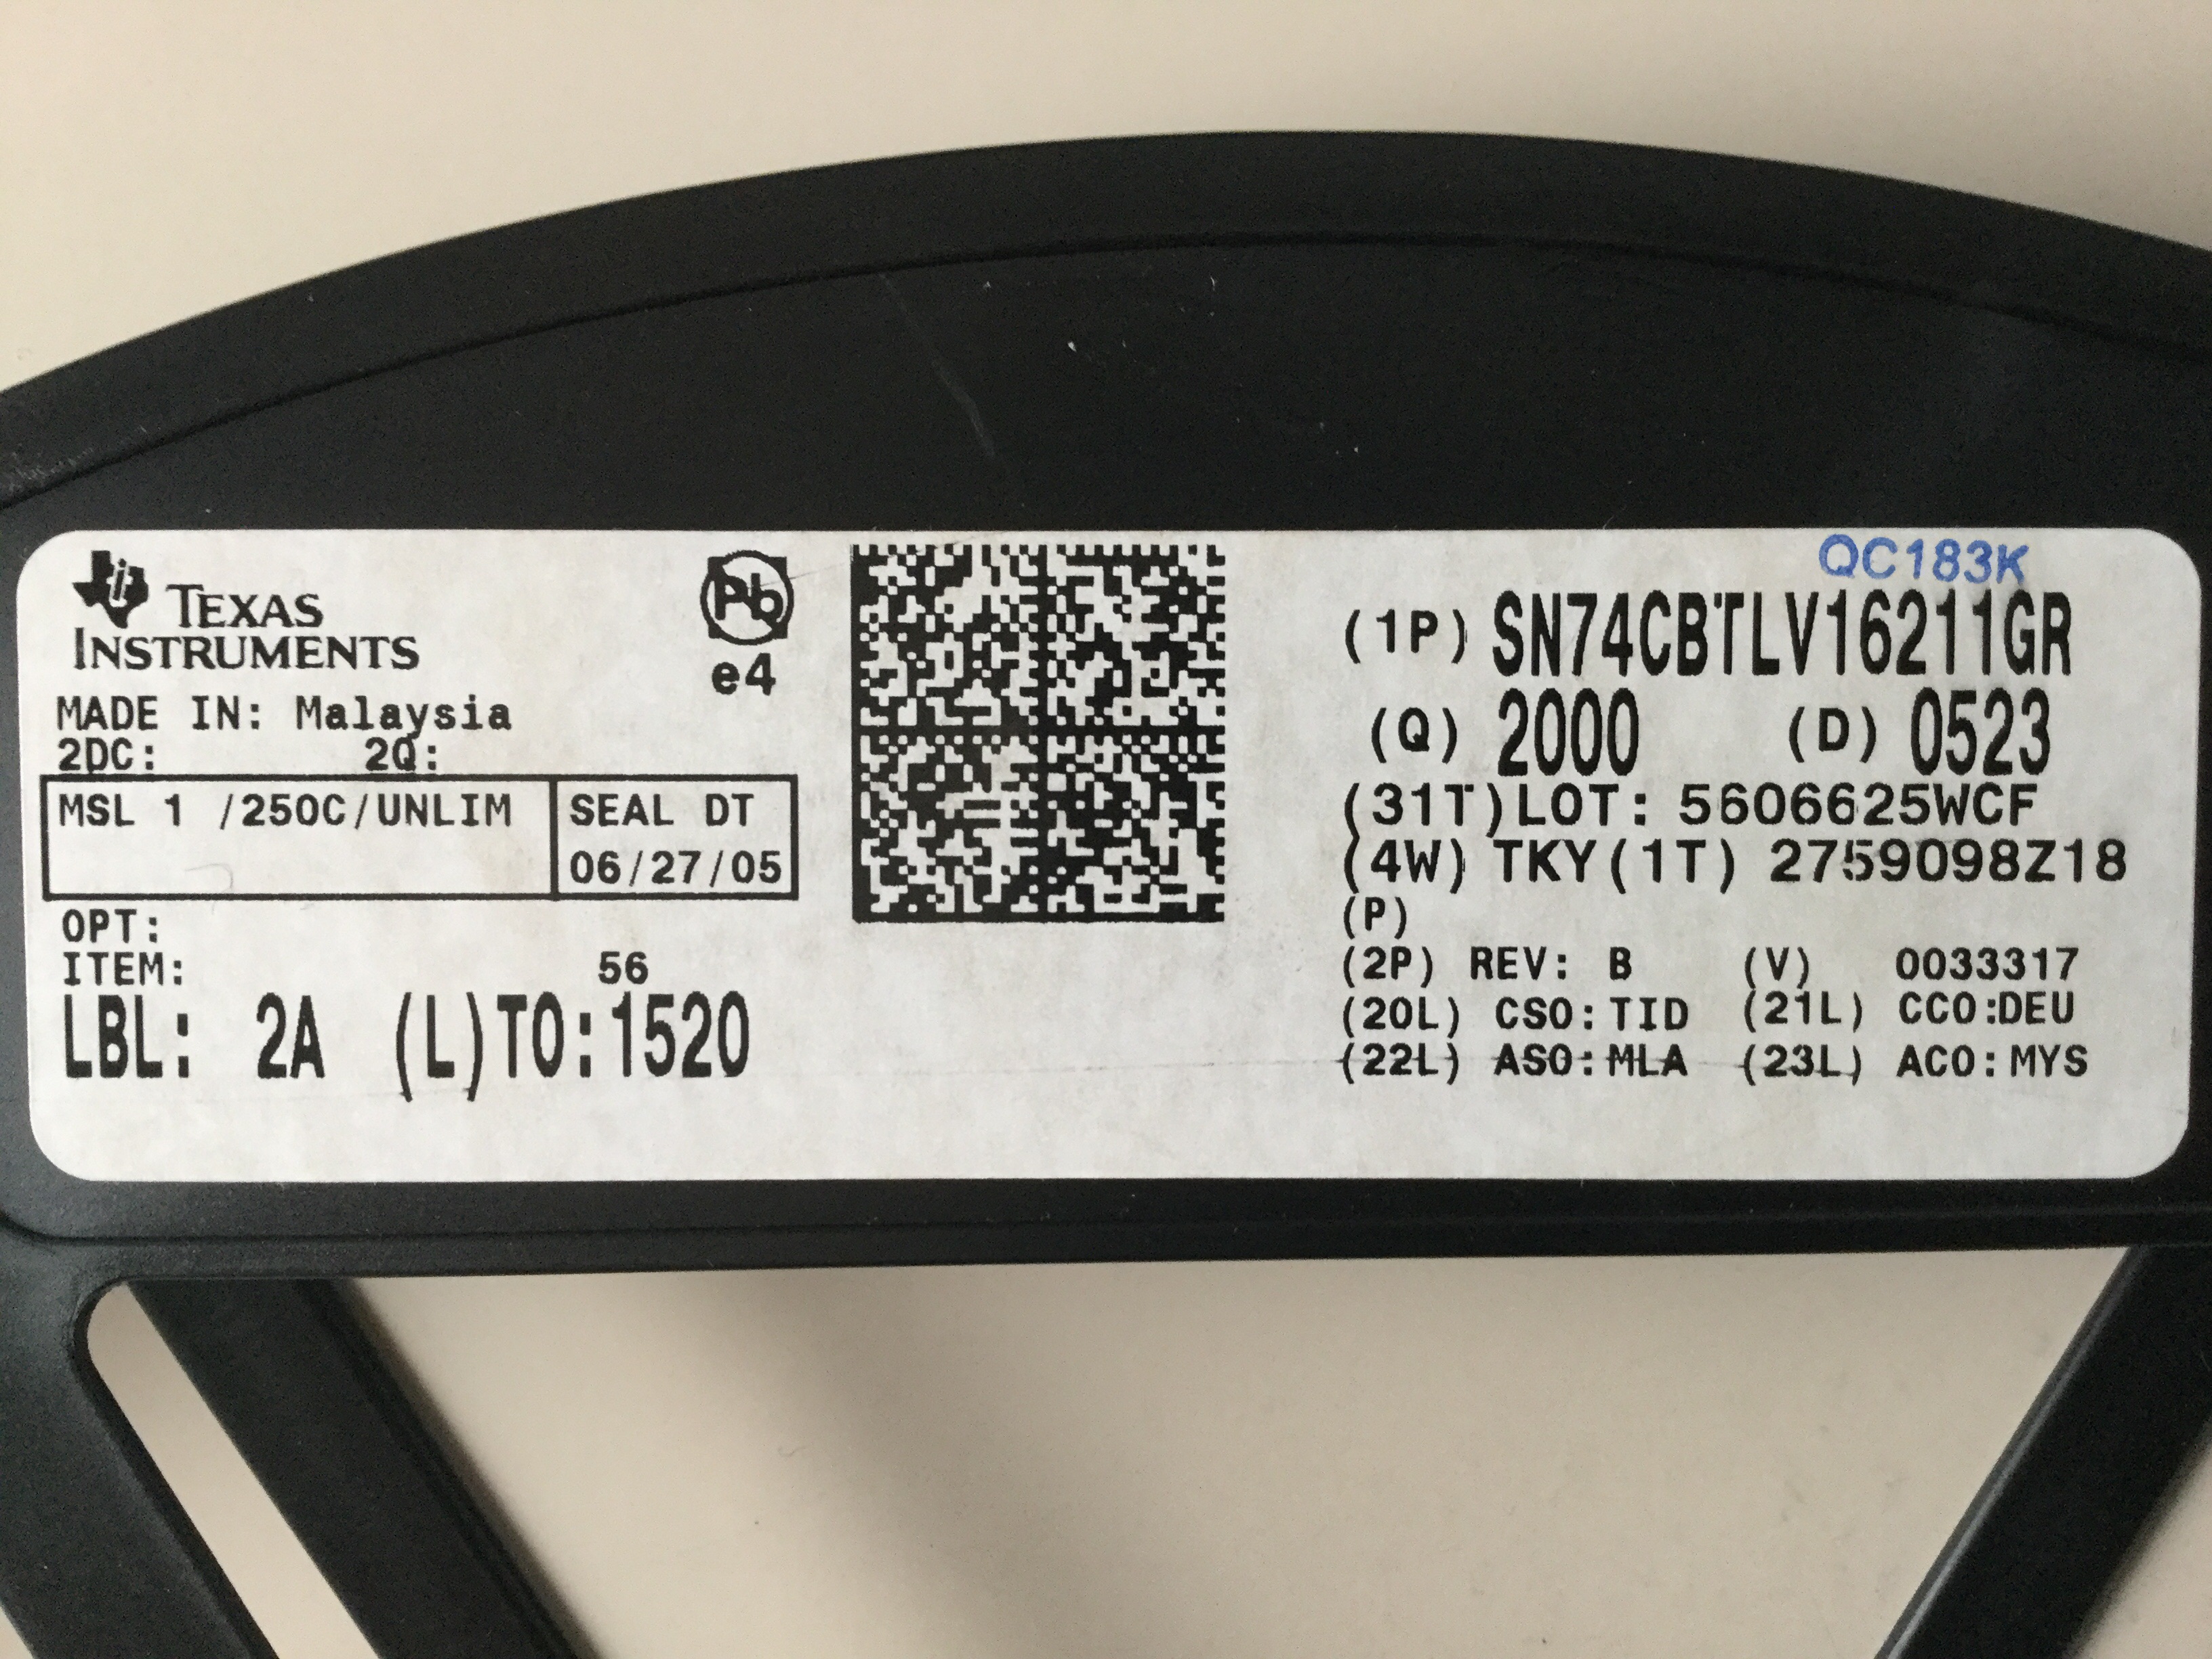 TEXAS
INSTRUMENTS
Pb
e4
MADE IN: Malaysia
2DC: 2Q:
MSL 1 /250C/UNLIM
SEAL DT
06/27/05
OPT:
ITEM: 56
LBL: 2A (L)TO:1520
QC183K
(1P) SN74CBTLV16211GR
(Q) 2000 (D) 0523
(31T)LOT: 5606625WCF
(4W) TKY(1T) 2759098Z18
(P)
(2P) REV: B (V) 0033317
(20L) CSO:TID (21L) CCO:DEU
(22L) ASO:MLA (23L) ACO:MYS